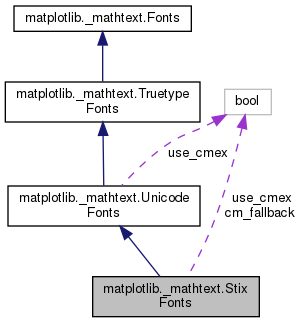 matplotlib._mathtext.Fonts
matplotlib._mathtext.Truetype
Fonts
bool
use_cmex
matplotlib._mathtext.Unicode
Fonts
use_cmex
cm_fallback
matplotlib._mathtext.Stix
Fonts